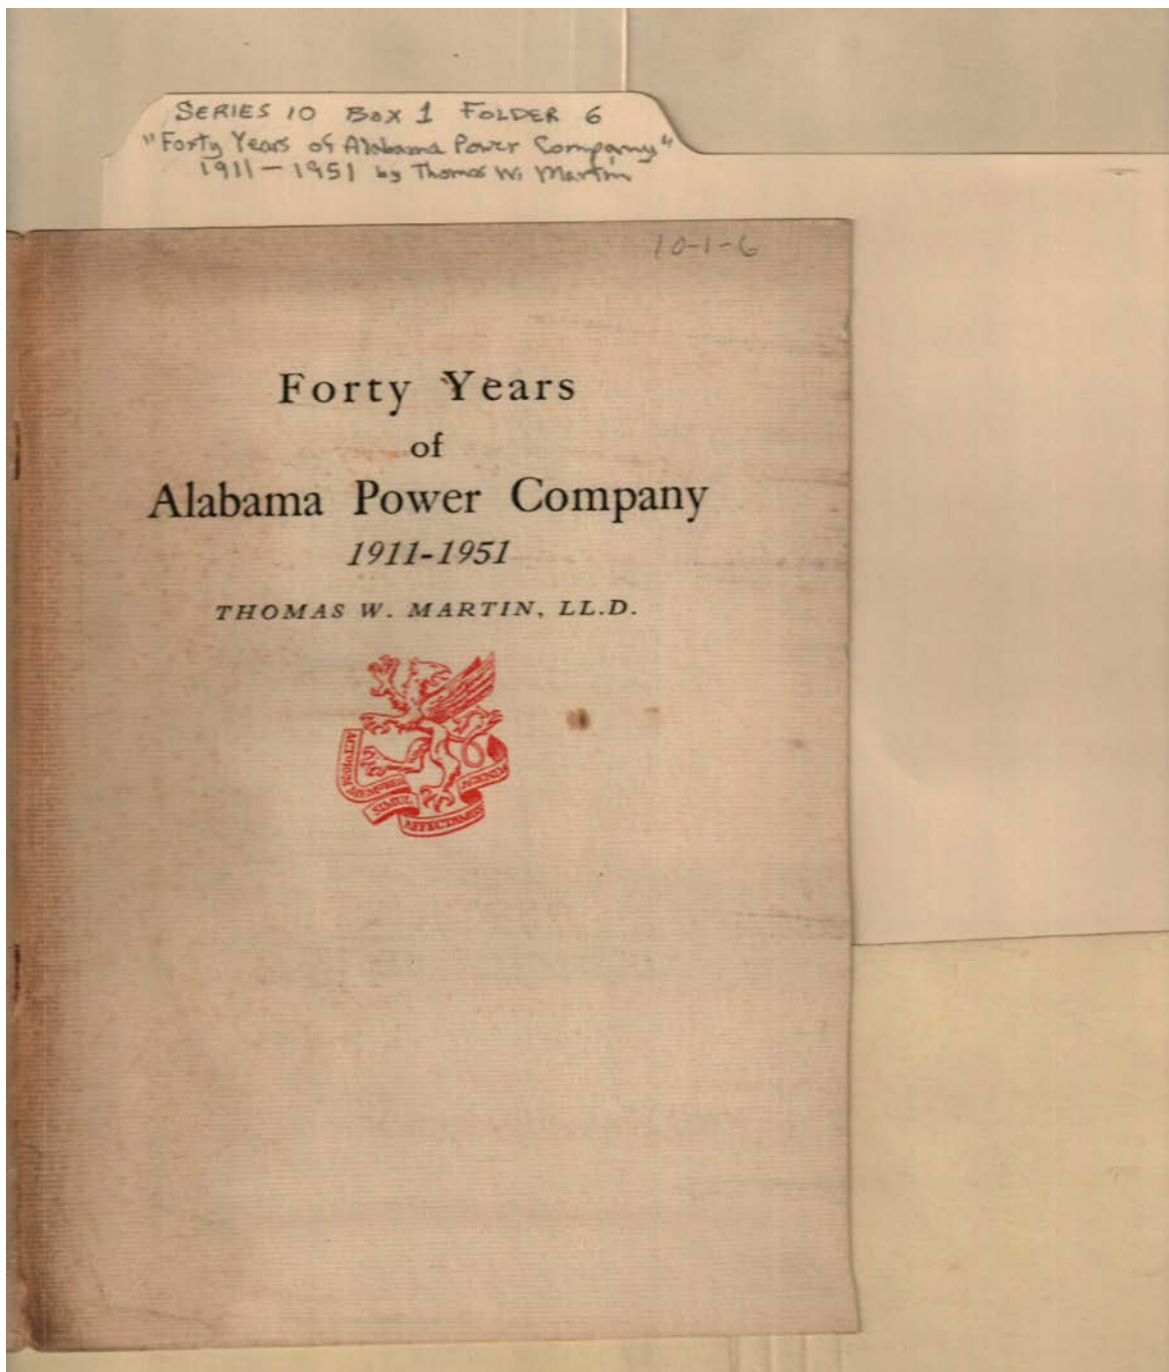 SERIES 10 BOX 1 FOLDER 6
"Forty Years of Alabama Power Company"
1911-1951 by Thomas W. Martin
10-1-6
Forty Years
of
Alabama Power Company
1911-1951
THOMAS W. MARTIN, LL.D.
SIMUL